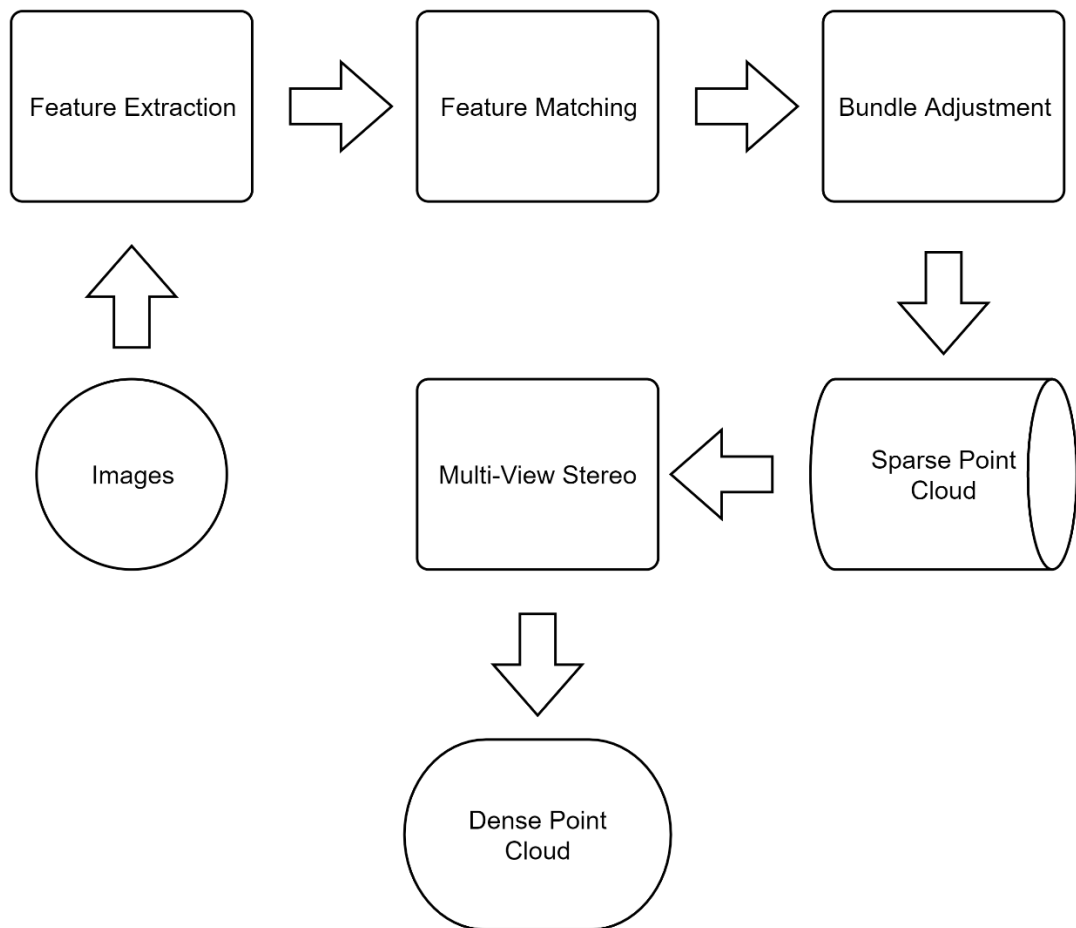 Feature Extraction
Feature Matching
Bundle Adjustment
Images
Multi-View Stereo
Sparse Point
Cloud
Dense Point
Cloud